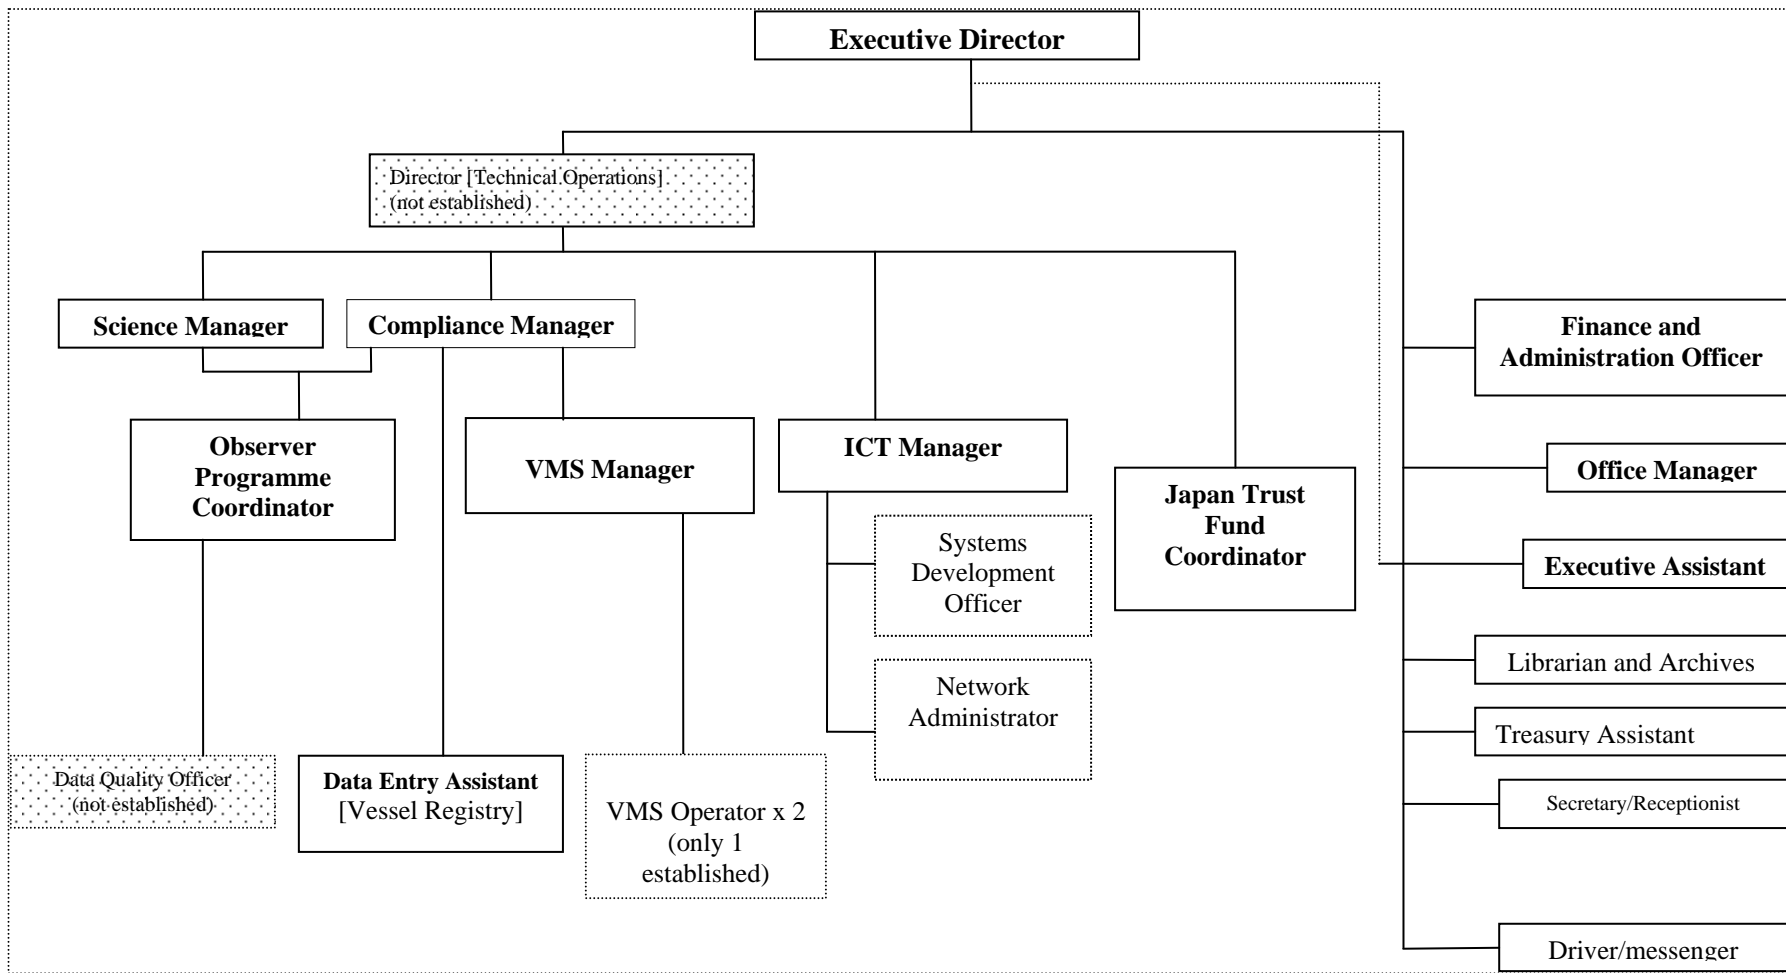 Executive Director
Director [Technical Operations]
(not established)
Science Manager
Compliance Manager
Finance and
Administration Officer
Observer
Programme
Coordinator
VMS Manager
ICT Manager
Japan Trust
Fund
Coordinator
Office Manager
Systems
Development
Officer
Executive Assistant
Network
Administrator
Librarian and Archives
Treasury Assistant
Data Quality Officer
(not established)
Data Entry Assistant
[Vessel Registry]
VMS Operator x 2
(only 1
established)
Secretary/Receptionist
Driver/messenger